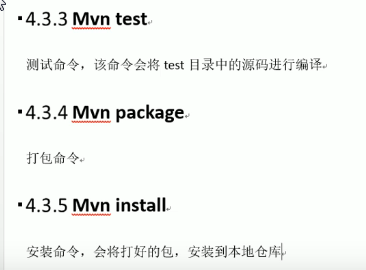 4.3.3 Mvn test
测试命令，该命令会将 test 目录中的源码进行编译
4.3.4 Mvn package
打包命令
4.3.5 Mvn install
安装命令，会将打好的包，安装到本地仓库